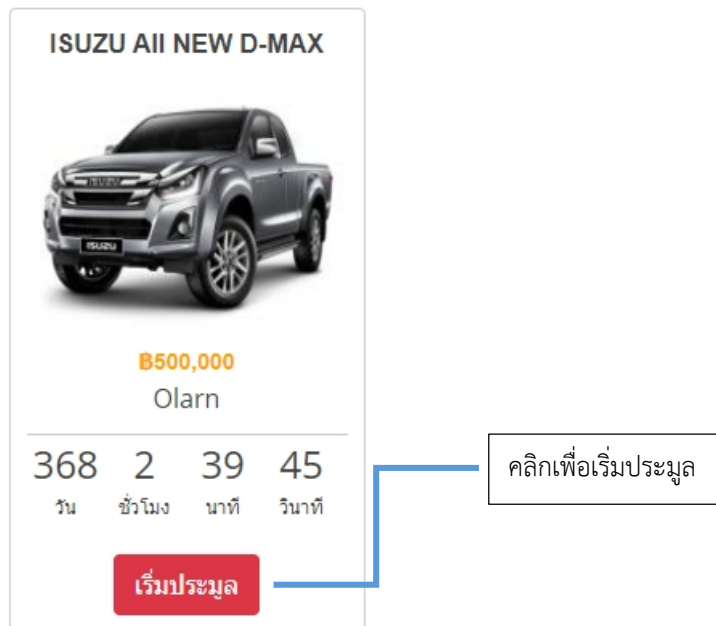 ISUZU All NEW D-MAX
ISUZU
ISUZU
฿500,000
Olarn
368 2 39 45
วัน ชั่วโมง นาที วินาที
คลิกเพื่อเริ่มประมูล
เริ่มประมูล